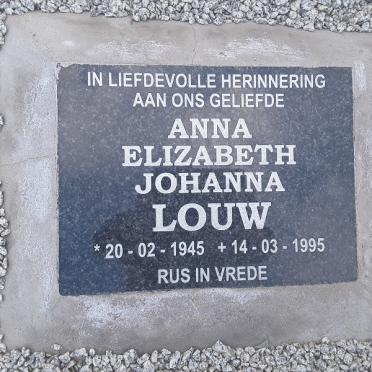 IN LIEFDEVOLLE HERINNERING
AAN ONS GELIEFDE
ANNA
ELIZABETH
JOHANNA
LOUW
* 20 - 02 - 1945 + 14 - 03 - 1995
RUS IN VREDE